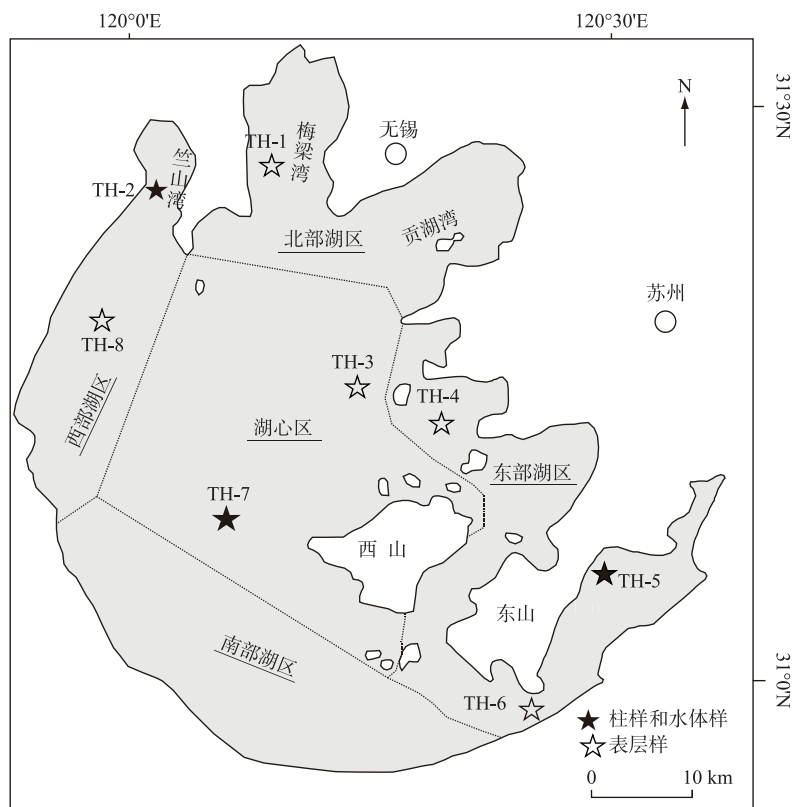 120°0'E
120°30'E
31°30'N
N
梅梁湾
TH-1
无锡
竺山湾
TH-2
贡湖湾
北部湖区
苏州
TH-8
TH-3
TH-4
西部湖区
湖心区
东部湖区
TH-7
西 山
TH-5
东山
南部湖区
31°0'N
TH-6
柱样和水体样
表层样
0 10 km